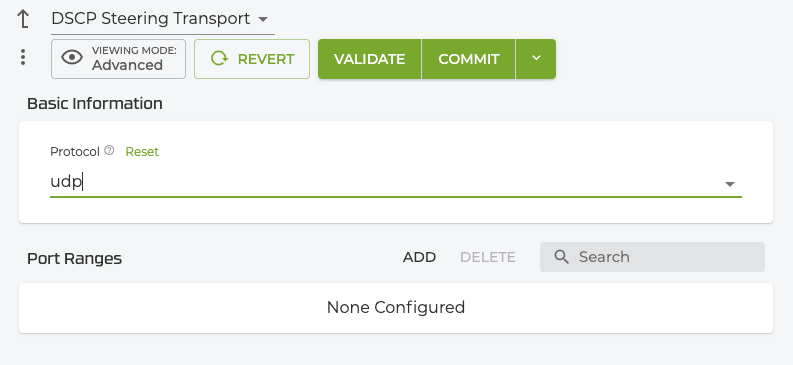 DSCP Steering Transport
VIEWING MODE:
Advanced
REVERT
VALIDATE
COMMIT
Basic Information
Protocol ? Reset
udp
Port Ranges
ADD
DELETE
Search
None Configured